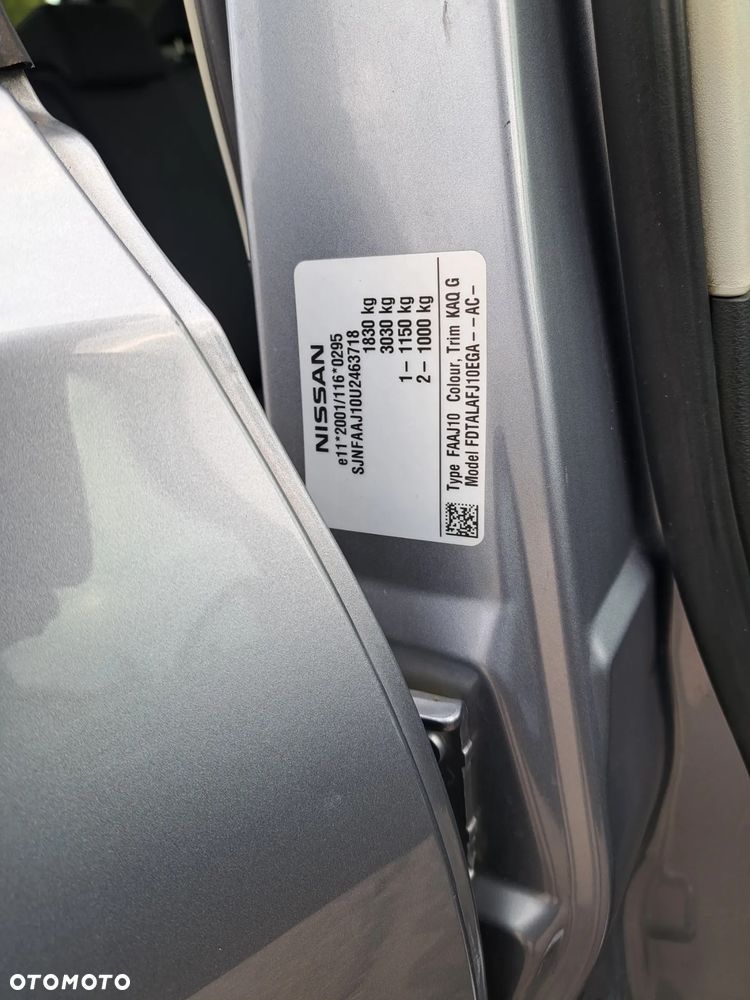 NISSAN
e11*2001/116*0295
SJNFAAJ10U2463718
1830 kg
3030 kg
1– 1150 kg
2– 1000 kg
Type FAAJ10 Colour, Trim KAQ G
Model FDTALAFJ10EGA – – AC –
OTOMOTO